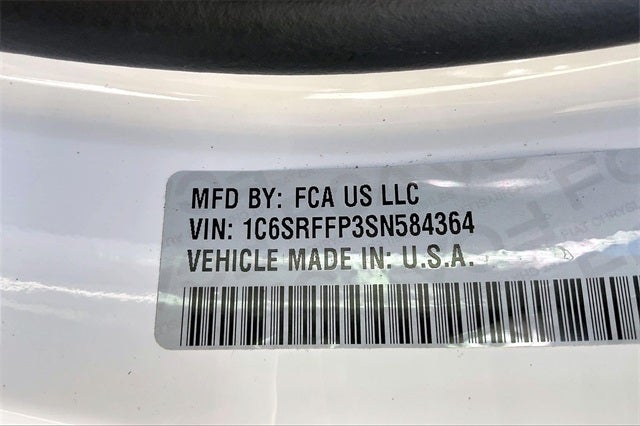 MFD BY: FCA US LLC
VIN: 1C6SRFFP3SN584364
VEHICLE MADE IN: U.S.A.